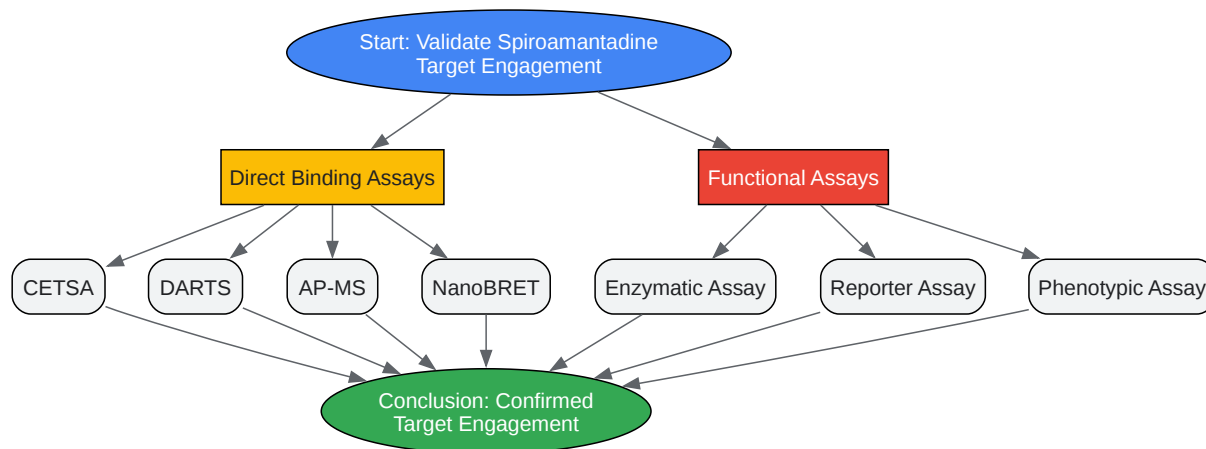 Start: Validate Spiroamantadine
Target Engagement
Direct Binding Assays
Functional Assays
CETSA
DARTS
AP-MS
NanoBRET
Enzymatic Assay
Reporter Assay
Phenotypic Assay
Conclusion: Confirmed
Target Engagement